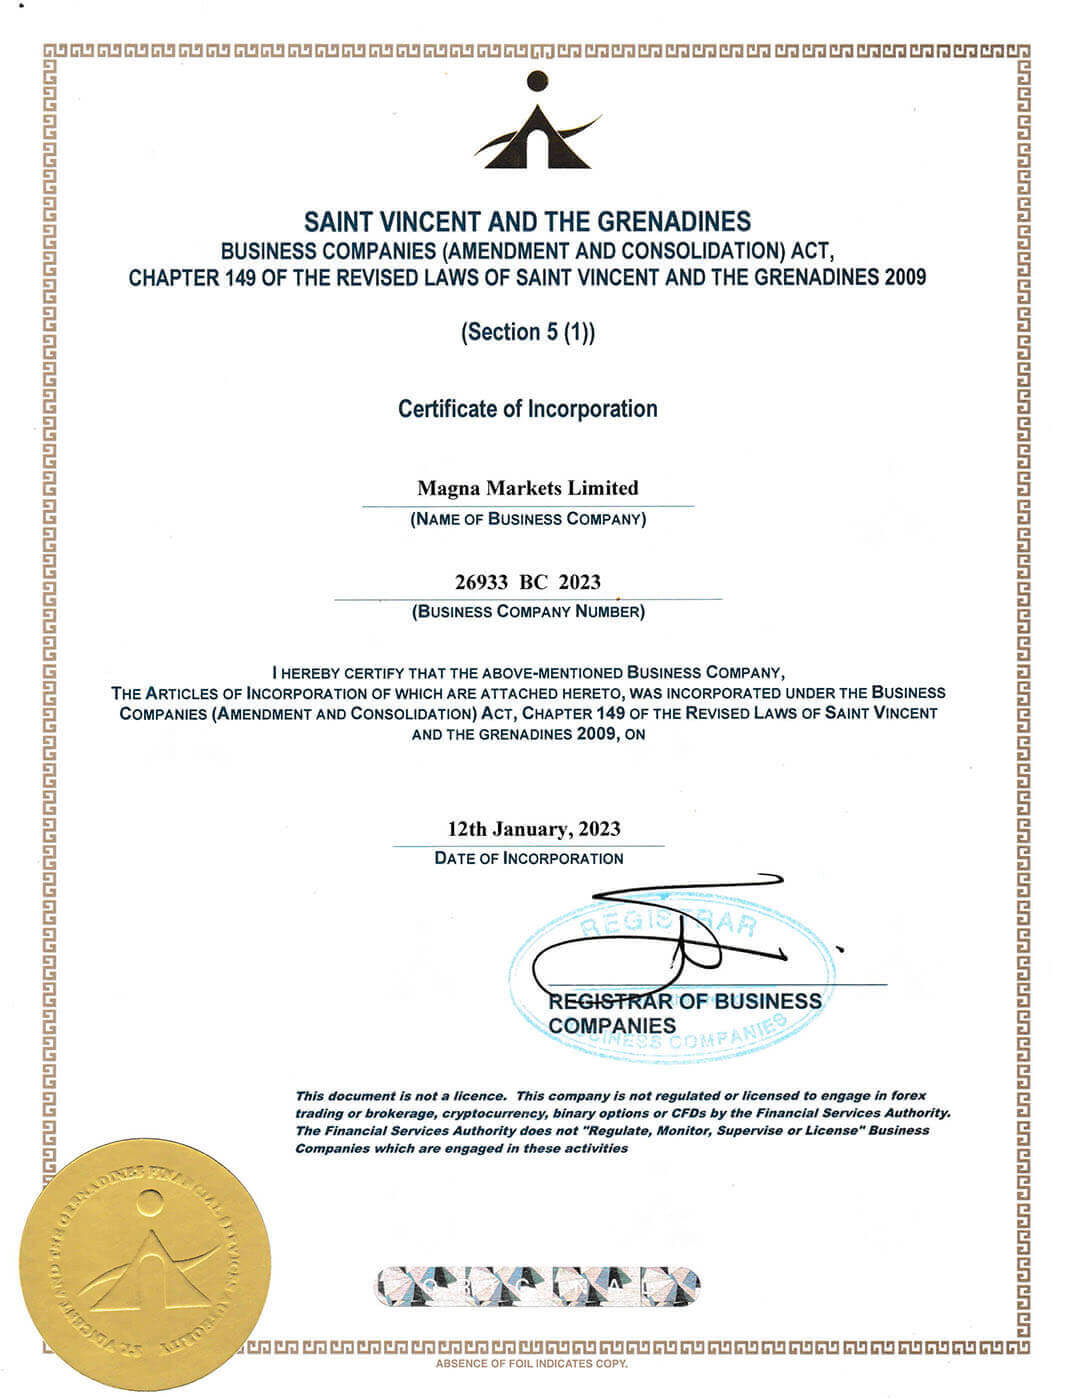 SAINT VINCENT AND THE GRENADINES
BUSINESS COMPANIES (AMENDMENT AND CONSOLIDATION) ACT,
CHAPTER 149 OF THE REVISED LAWS OF SAINT VINCENT AND THE GRENADINES 2009
(Section 5 (1))
Certificate of Incorporation
Magna Markets Limited
(NAME OF BUSINESS COMPANY)
26933 BC 2023
(BUSINESS COMPANY NUMBER)
I HEREBY CERTIFY THAT THE ABOVE-MENTIONED BUSINESS COMPANY,
THE ARTICLES OF INCORPORATION OF WHICH ARE ATTACHED HERETO, WAS INCORPORATED UNDER THE BUSINESS
COMPANIES (AMENDMENT AND CONSOLIDATION) ACT, CHAPTER 149 OF THE REVISED LAWS OF SAINT VINCENT
AND THE GRENADINES 2009, ON
12th January, 2023
DATE OF INCORPORATION
REGISTRAR
REGISTRAR OF BUSINESS
COMPANIES
BUSINESS COMPANIES
This document is not a licence. This company is not regulated or licensed to engage in forex
trading or brokerage, cryptocurrency, binary options or CFDs by the Financial Services Authority.
The Financial Services Authority does not "Regulate, Monitor, Supervise or License" Business
Companies which are engaged in these activities
ST. VINCENT AND THE GRENADINES FINANCIAL SERVICES AUTHORITY
ABSENCE OF FOIL INDICATES COPY.